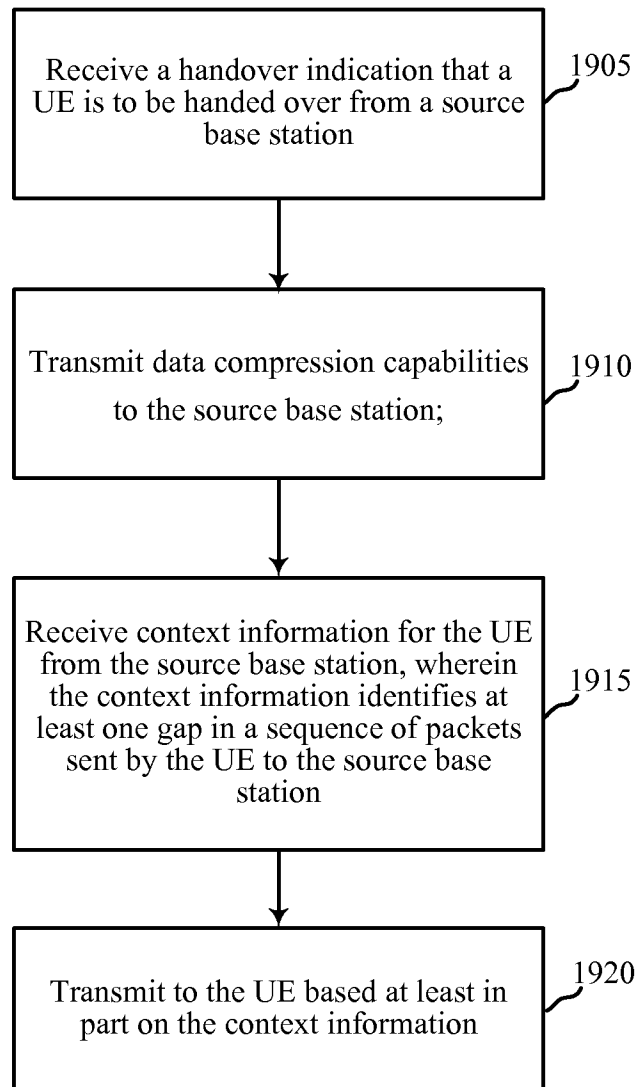 Receive a handover indication that a
UE is to be handed over from a source
base station
1905
Transmit data compression capabilities
to the source base station;
1910
Receive context information for the UE
from the source base station, wherein
the context information identifies at
least one gap in a sequence of packets
sent by the UE to the source base
station
1915
Transmit to the UE based at least in
part on the context information
1920